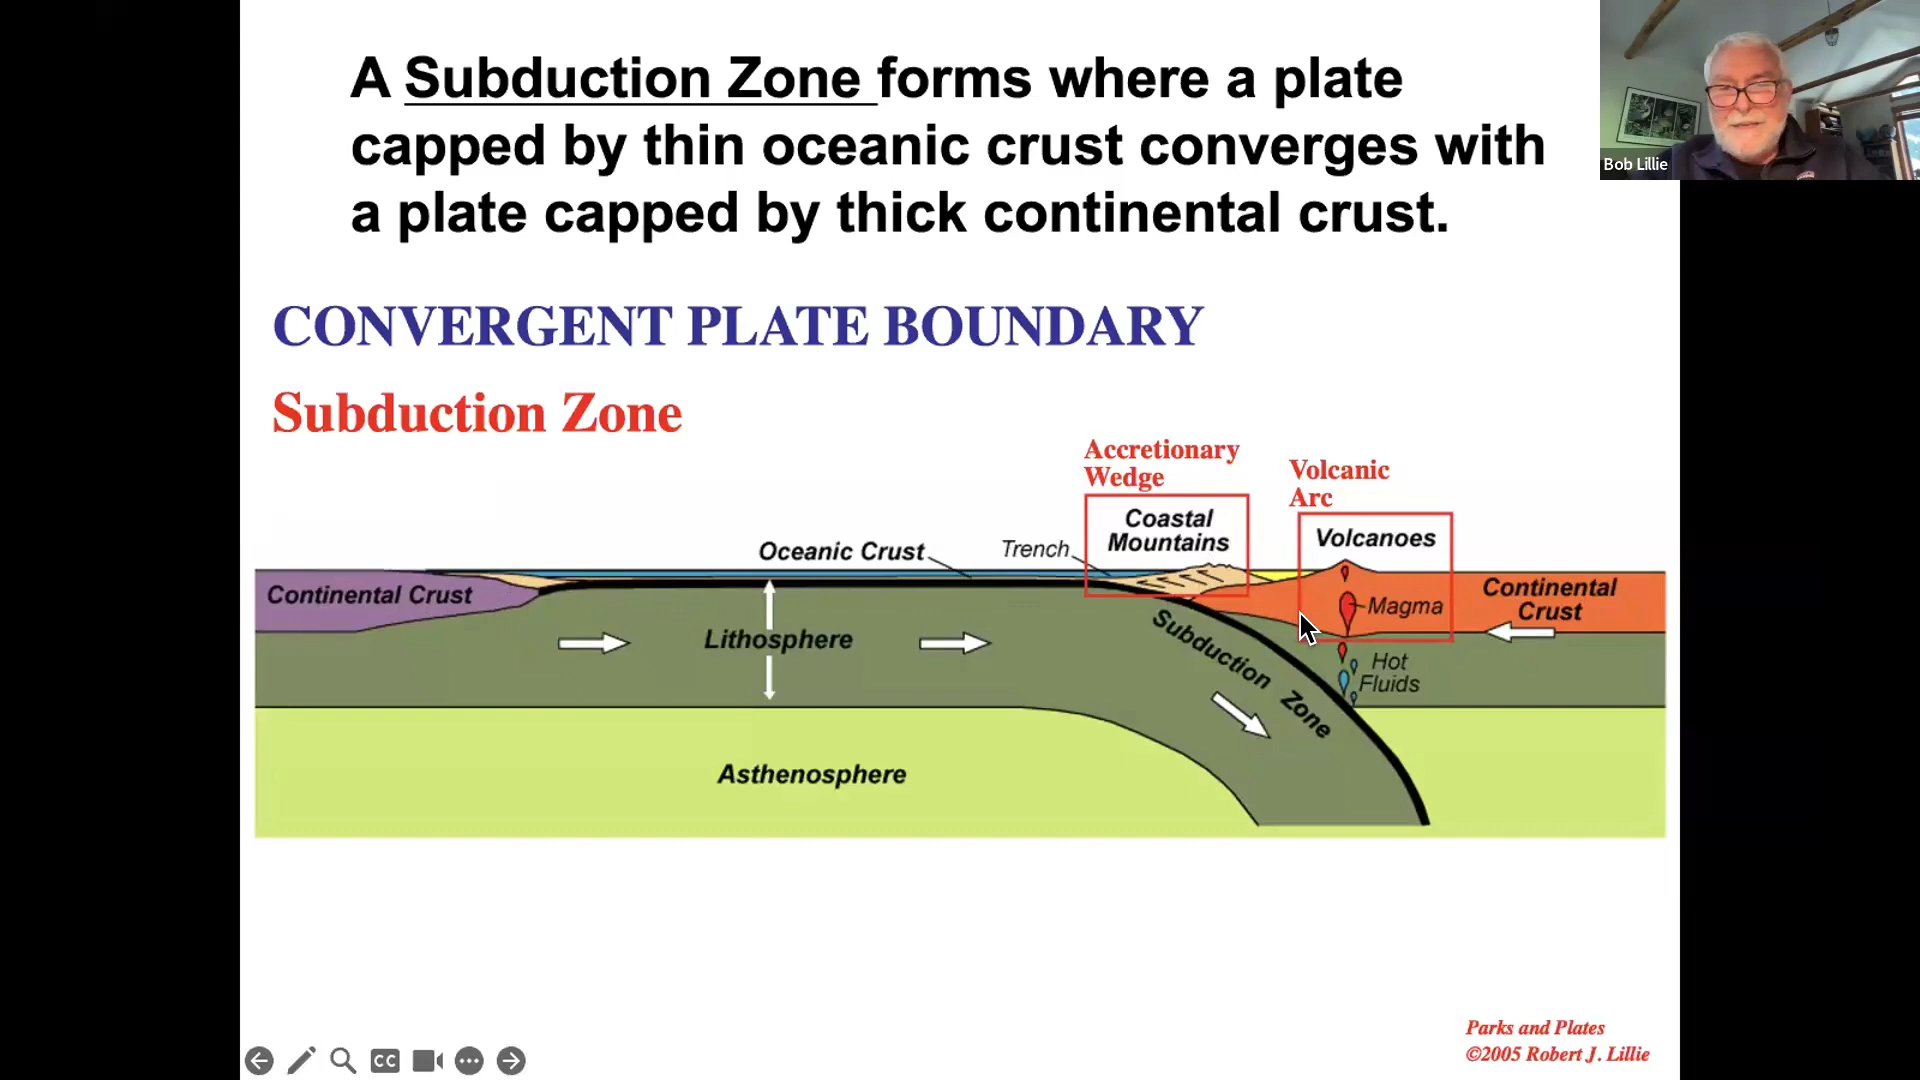 A Subduction Zone forms where a plate
capped by thin oceanic crust converges with
a plate capped by thick continental crust.
Bob Lillie
CONVERGENT PLATE BOUNDARY
Subduction Zone
Accretionary
Wedge
Volcanic
Arc
Coastal
Mountains
Volcanoes
Oceanic Crust
Trench
Continental Crust
Magma
Continental
Crust
Lithosphere
Subduction Zone
Hot
Fluids
Asthenosphere
Parks and Plates
©2005 Robert J. Lillie
CC